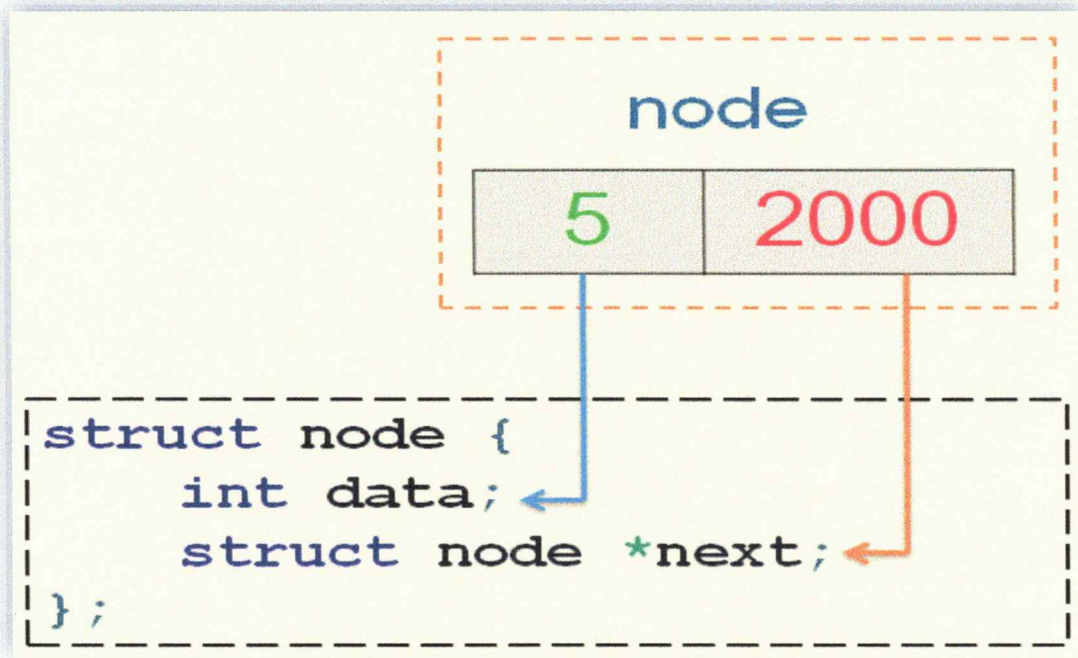 node
5 2000
struct node {
    int data;
    struct node *next;
};